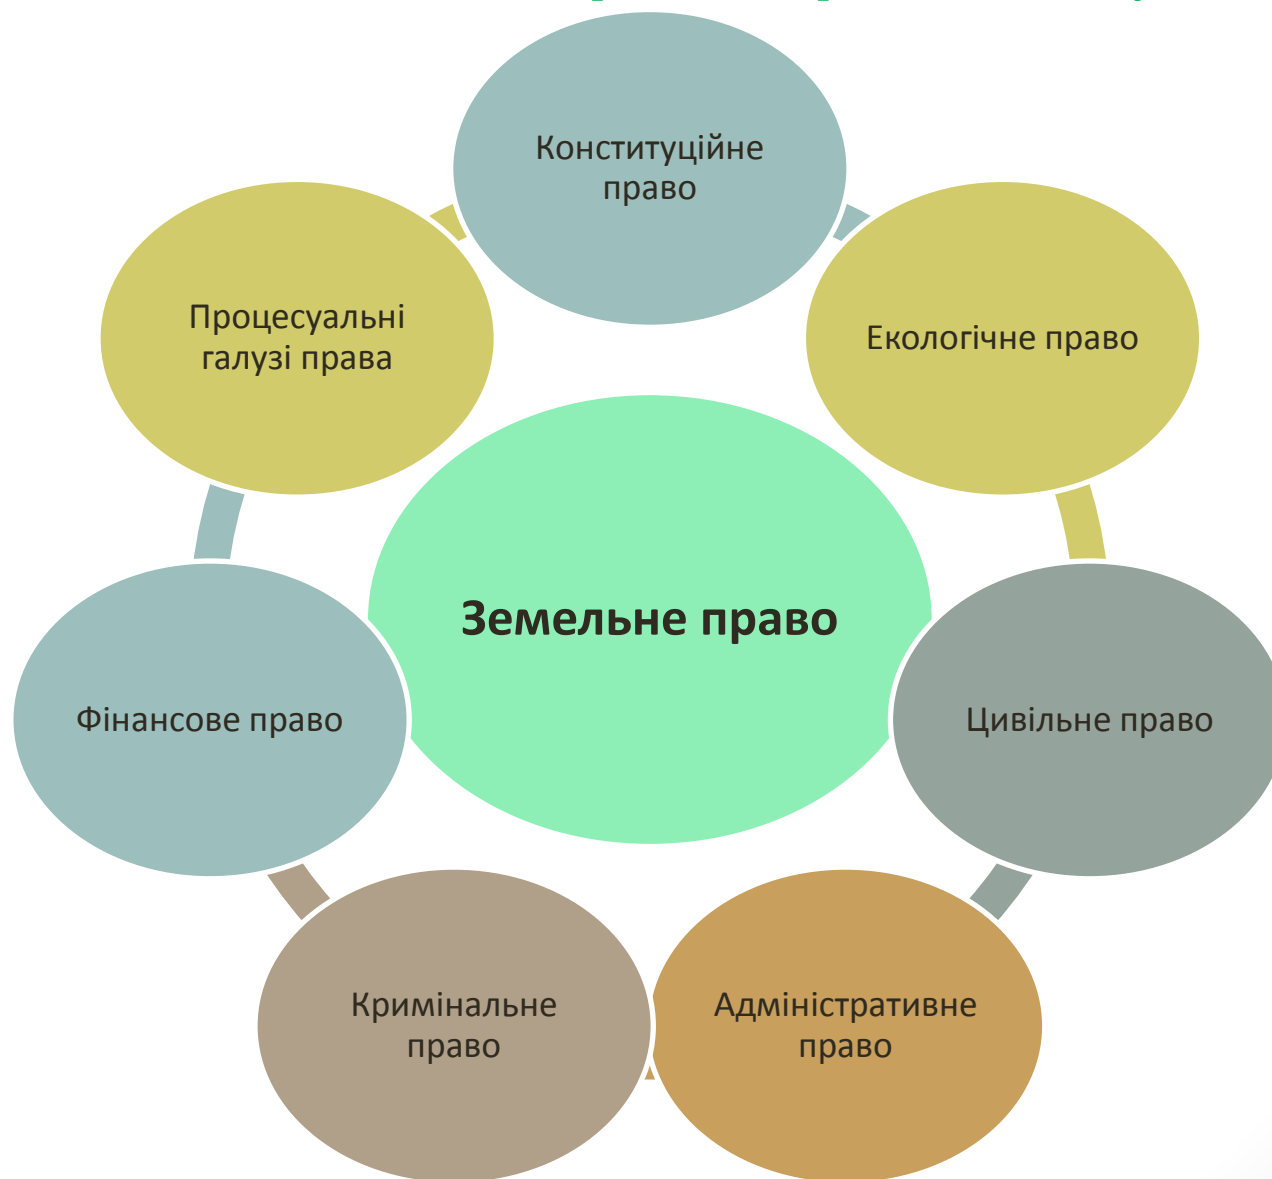 Конституційне
право
Екологічне право
Цивільне право
Адміністративне
право
Кримінальне
право
Фінансове право
Процесуальні
галузі права
Земельне право